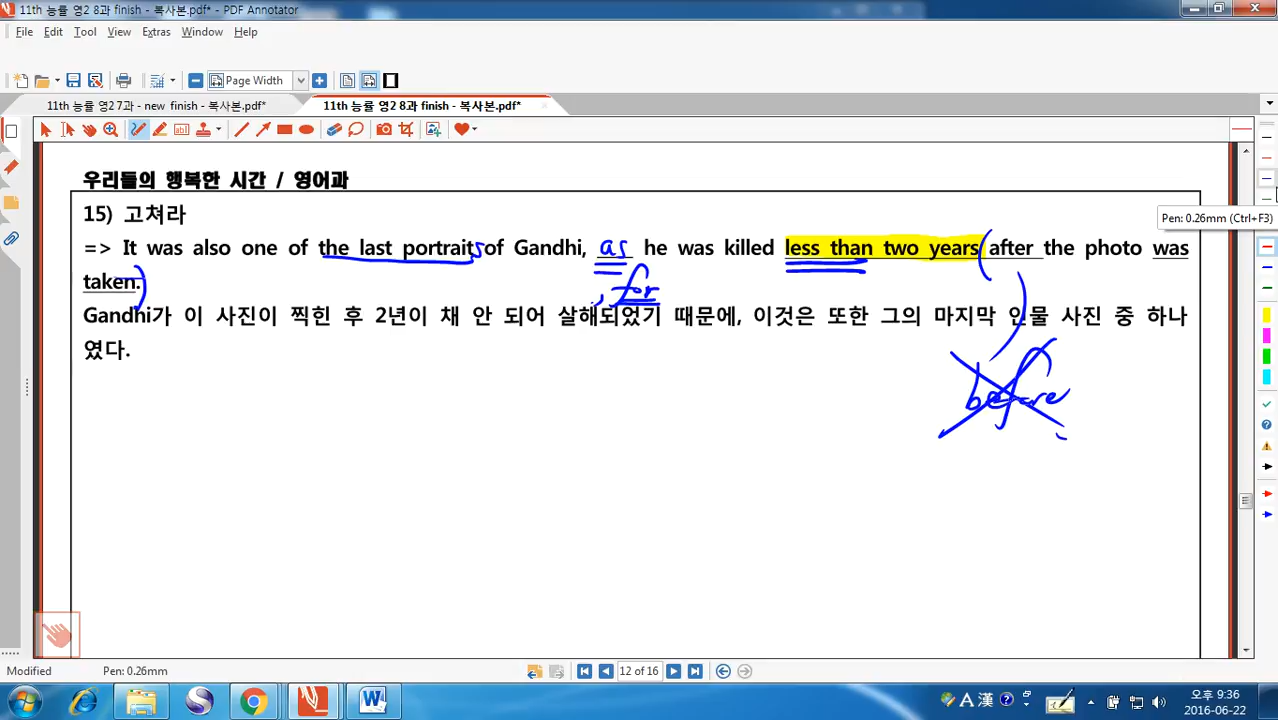 11th 능률 영2 8과 finish - 복사본.pdf* - PDF Annotator
File Edit Tool View Extras Window Help
Page Width
11th 능률 영2 7과 - new finish - 복사본.pdf* 11th 능률 영2 8과 finish - 복사본.pdf*
우리들의 행복한 시간 / 영어과
15) 고쳐라
Pen: 0.26mm (Ctrl+F3)
=> It was also one of the last portraits of Gandhi, as he was killed less than two years after the photo was
taken.
, for
Gandhi가 이 사진이 찍힌 후 2년이 채 안 되어 살해되었기 때문에, 이것은 또한 그의 마지막 인물 사진 중 하나
였다.
before
Modified Pen: 0.26mm 12 of 16
A 漢
오후 9:36
2016-06-22